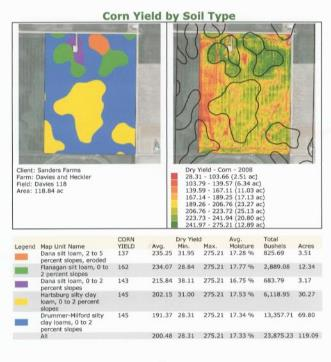 Corn Yield by Soil Type
Client: Sanders Farms
Farm: Davies and Heckler
Field: Davies 118
Area: 118.84 ac
Dry Yield - Corn - 2008
28.31 - 103.66 (2.51 ac)
103.79 - 139.57 (6.34 ac)
139.59 - 167.11 (11.03 ac)
167.14 - 189.25 (17.13 ac)
189.26 - 206.76 (23.27 ac)
206.76 - 223.72 (25.13 ac)
223.73 - 241.94 (20.80 ac)
241.97 - 275.21 (12.89 ac)
CORN Dry Yield Avg. Total
Legend Map Unit Name YIELD Avg. Min. Max. Moisture Bushels Acres
Dana silt loam, 2 to 5 137 235.25 31.95 275.21 17.28 % 825.69 3.51
percent slopes, eroded
Flanagan silt loam, 0 to 162 234.07 28.84 275.21 17.77 % 2,889.08 12.34
2 percent slopes
Dana silt loam, 0 to 2 143 215.84 38.11 275.21 16.75 % 683.79 3.17
percent slopes
Hartsburg silty clay 145 202.15 31.00 275.21 17.53 % 6,118.95 30.27
loam, 0 to 2 percent
slopes
Drummer-Milford silty 145 191.37 28.31 275.21 17.34 % 13,357.71 69.80
clay loams, 0 to 2
percent slopes
All 200.48 28.31 275.21 17.33 % 23,875.23 119.09